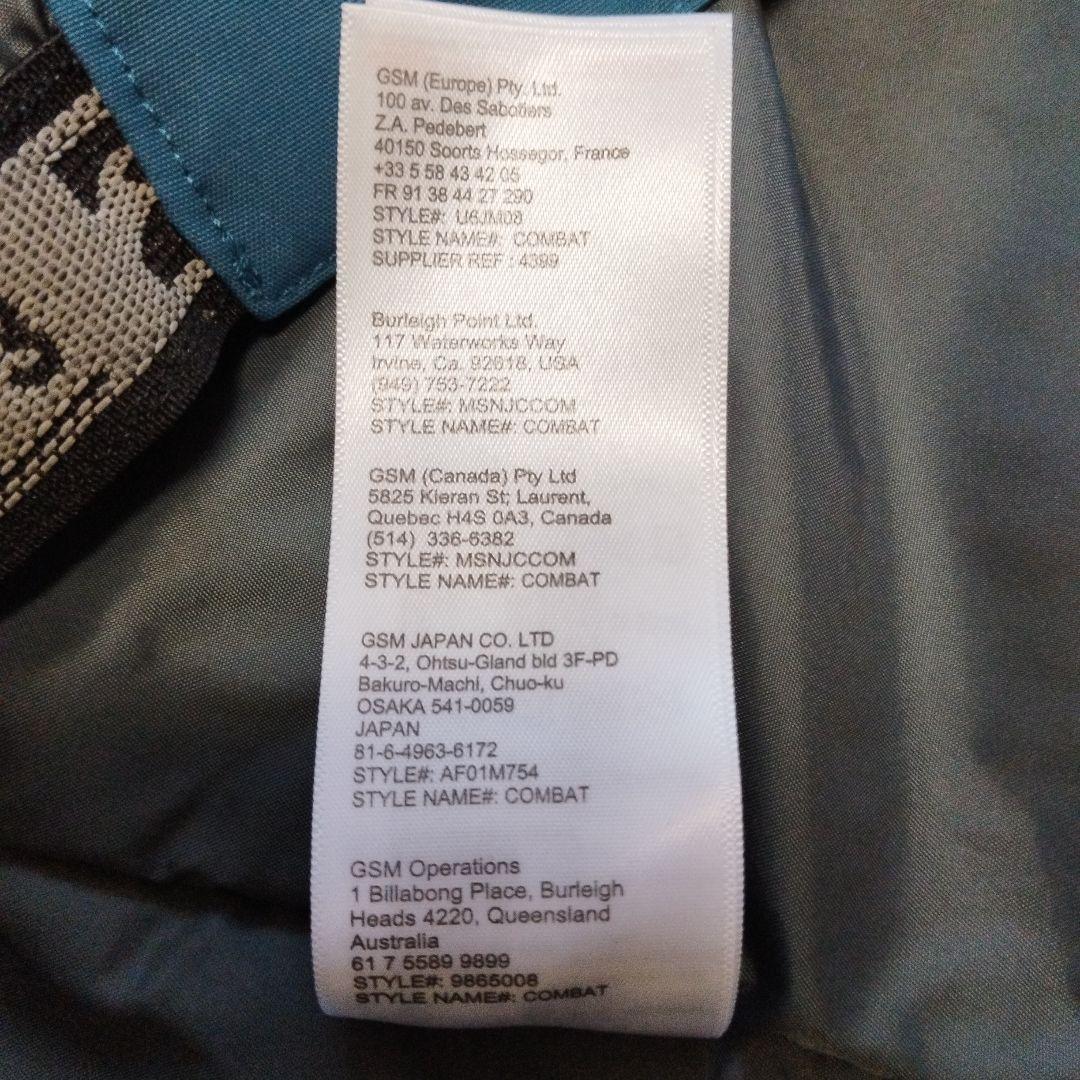 GSM (Europe) Pty. Ltd.
100 av. Des Sabotiers
Z.A. Pedebert
40150 Soorts Hossegor, France
+33 5 58 43 42 05
FR 91 38 44 27 290
STYLE#: U6JM08
STYLE NAME#: COMBAT
SUPPLIER REF : 4399
Burleigh Point Ltd,
117 Waterworks Way
Irvine, Ca. 92618, USA
(949) 753-7222
STYLE#: MSNJCCOM
STYLE NAME#: COMBAT
GSM (Canada) Pty Ltd
5825 Kieran St; Laurent,
Quebec H4S 0A3, Canada
(514) 336-6382
STYLE#: MSNJCCOM
STYLE NAME#: COMBAT
GSM JAPAN CO. LTD
4-3-2, Ohtsu-Gland bld 3F-PD
Bakuro-Machi, Chuo-ku
OSAKA 541-0059
JAPAN
81-6-4963-6172
STYLE#: AF01M754
STYLE NAME#: COMBAT
GSM Operations
1 Billabong Place, Burleigh
Heads 4220, Queensland
Australia
61 7 5589 9899
STYLE#: 9865008
STYLE NAME#: COMBAT